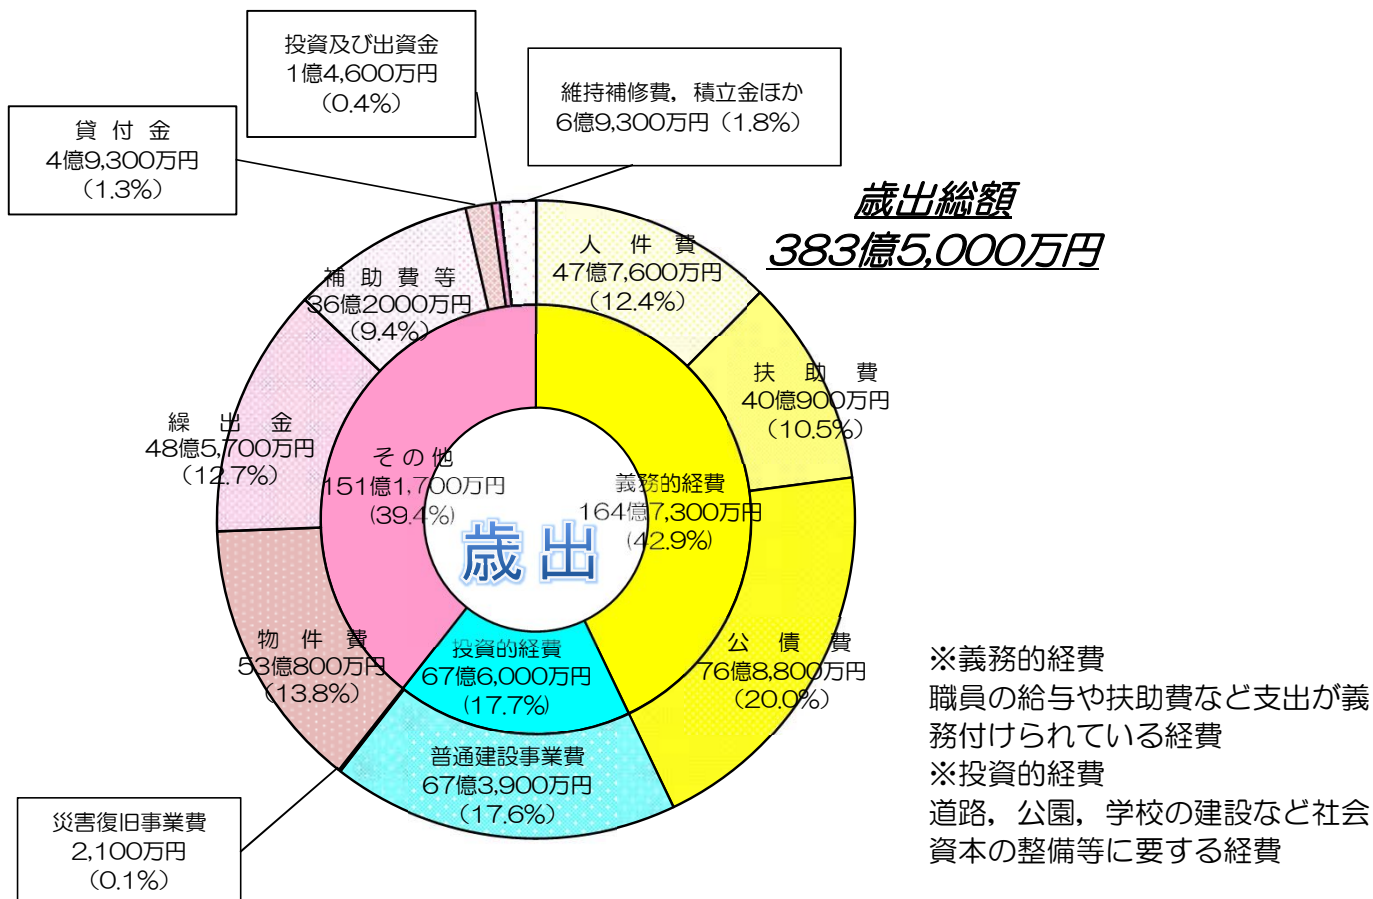 投資及び出資金
1億4,600万円
(0.4%)
維持補修費，積立金ほか
6億9,300万円（1.8%）
貸 付 金
4億9,300万円
（1.3%）
歳出総額
383億5,000万円
人 件 費
47億7,600万円
(12.4%)
補 助 費 等
36億2000万円
(9.4%)
扶 助 費
40億900万円
（10.5%）
繰 出 金
48億5,700万円
（12.7%）
そ の 他
151億1,700万円
(39.4%)
義務的経費
164億7,300万円
(42.9%)
歳 出
物 件 費
53億800万円
（13.8%）
投資的経費
67億6,000万円
(17.7%)
公 債 費
76億8,800万円
（20.0%）
普通建設事業費
67億3,900万円
（17.6%）
災害復旧事業費
2,100万円
（0.1%）
※義務的経費
職員の給与や扶助費など支出が義
務付けられている経費
※投資的経費
道路，公園，学校の建設など社会
資本の整備等に要する経費